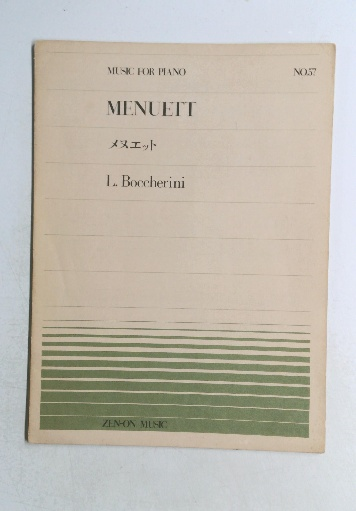 MUSIC FOR PIANO NO.57
MENUETT
メヌエット
L. Boccherini
ZEN-ON MUSIC